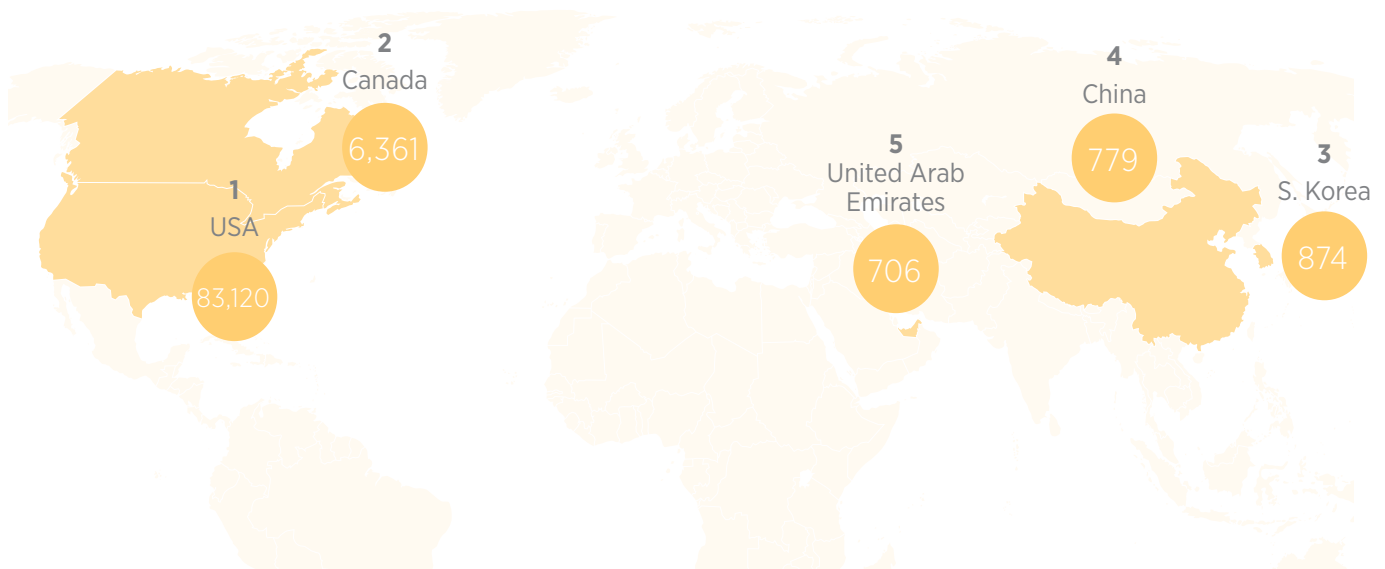 1
USA
83,120
2
Canada
6,361
3
S. Korea
874
4
China
779
5
United Arab
Emirates
706